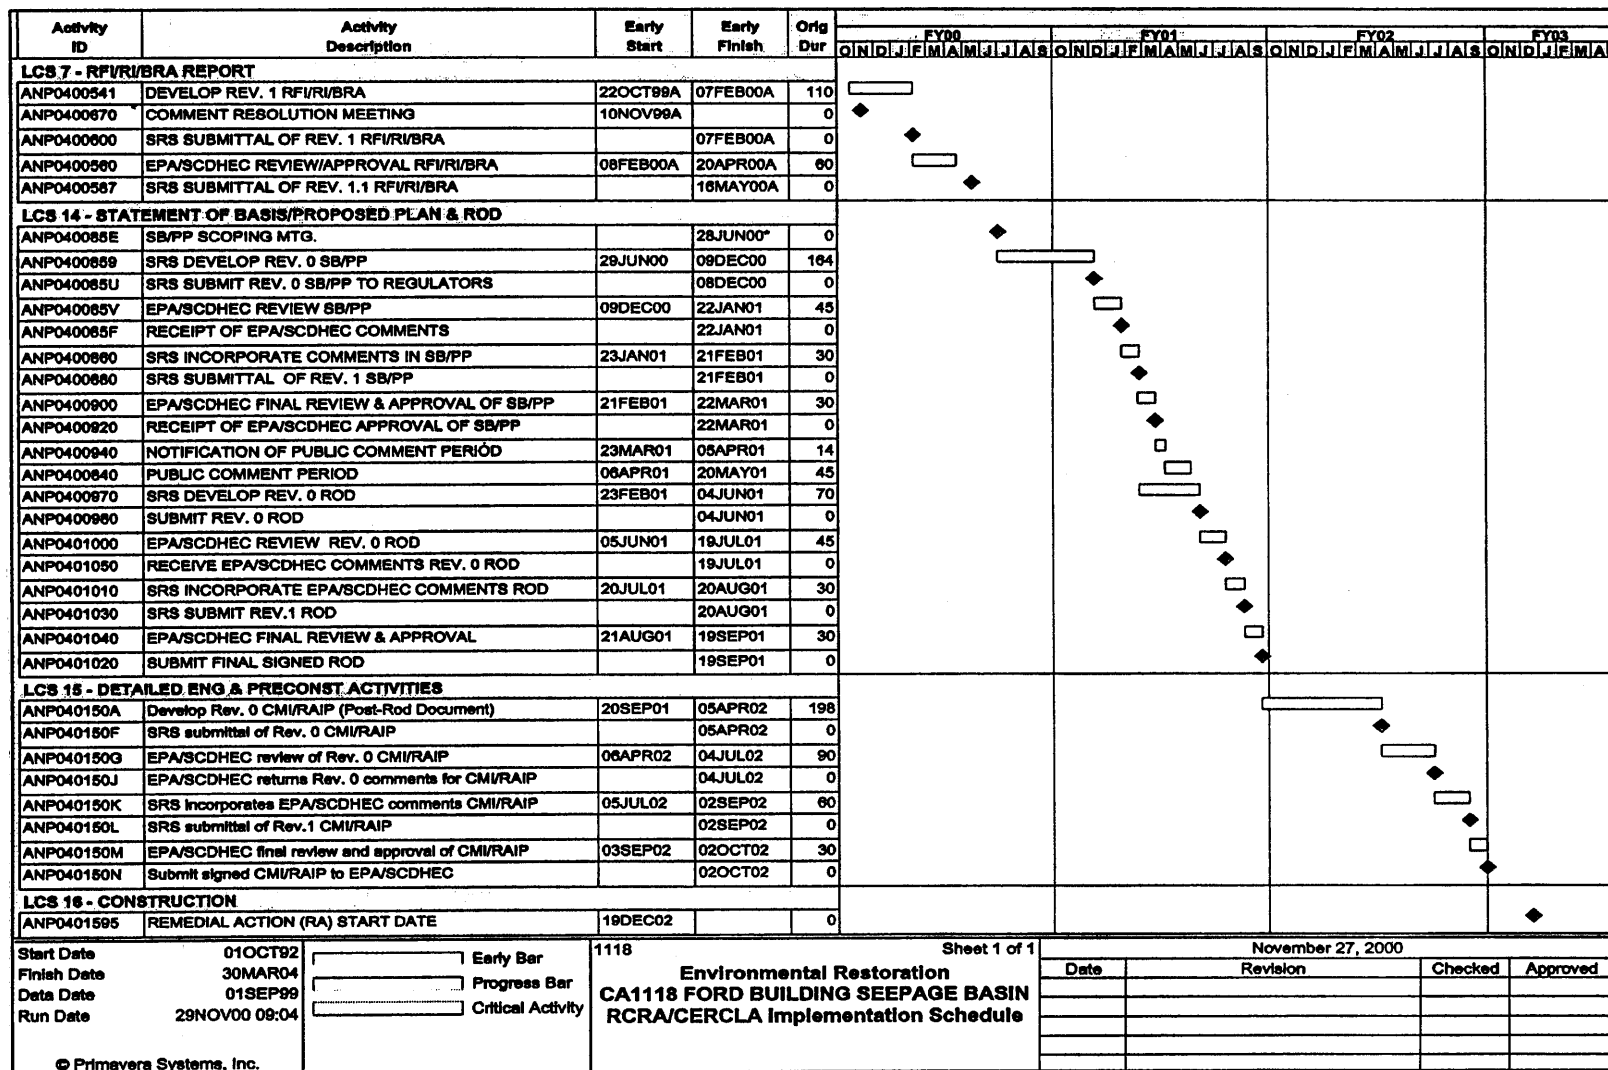 Activity ID Activity Description Early Start Early Finish Orig Dur
FY00 FY01 FY02 FY03
O N D J F M A M J J A S O N D J F M A M J J A S O N D J F M A M J J A S O N D J F M A
LCS 7 - RFI/RI/BRA REPORT
ANP0400541 DEVELOP REV. 1 RFI/RI/BRA 22OCT99A 07FEB00A 110
ANP0400670 COMMENT RESOLUTION MEETING 10NOV99A 0
ANP0400600 SRS SUBMITTAL OF REV. 1 RFI/RI/BRA 07FEB00A 0
ANP0400560 EPA/SCDHEC REVIEW/APPROVAL RFI/RI/BRA 08FEB00A 20APR00A 60
ANP0400567 SRS SUBMITTAL OF REV. 1.1 RFI/RI/BRA 16MAY00A 0
LCS 14 - STATEMENT OF BASIS/PROPOSED PLAN & ROD
ANP040085E SB/PP SCOPING MTG. 28JUN00* 0
ANP0400859 SRS DEVELOP REV. 0 SB/PP 29JUN00 09DEC00 164
ANP040085U SRS SUBMIT REV. 0 SB/PP TO REGULATORS 08DEC00 0
ANP040085V EPA/SCDHEC REVIEW SB/PP 09DEC00 22JAN01 45
ANP040085F RECEIPT OF EPA/SCDHEC COMMENTS 22JAN01 0
ANP0400860 SRS INCORPORATE COMMENTS IN SB/PP 23JAN01 21FEB01 30
ANP0400880 SRS SUBMITTAL OF REV. 1 SB/PP 21FEB01 0
ANP0400900 EPA/SCDHEC FINAL REVIEW & APPROVAL OF SB/PP 21FEB01 22MAR01 30
ANP0400920 RECEIPT OF EPA/SCDHEC APPROVAL OF SB/PP 22MAR01 0
ANP0400940 NOTIFICATION OF PUBLIC COMMENT PERIOD 23MAR01 05APR01 14
ANP0400640 PUBLIC COMMENT PERIOD 06APR01 20MAY01 45
ANP0400970 SRS DEVELOP REV. 0 ROD 23FEB01 04JUN01 70
ANP0400980 SUBMIT REV. 0 ROD 04JUN01 0
ANP0401000 EPA/SCDHEC REVIEW REV. 0 ROD 05JUN01 19JUL01 45
ANP0401050 RECEIVE EPA/SCDHEC COMMENTS REV. 0 ROD 19JUL01 0
ANP0401010 SRS INCORPORATE EPA/SCDHEC COMMENTS ROD 20JUL01 20AUG01 30
ANP0401030 SRS SUBMIT REV.1 ROD 20AUG01 0
ANP0401040 EPA/SCDHEC FINAL REVIEW & APPROVAL 21AUG01 19SEP01 30
ANP0401020 SUBMIT FINAL SIGNED ROD 19SEP01 0
LCS 15 - DETAILED ENG & PRECONST ACTIVITIES
ANP040150A Develop Rev. 0 CMI/RAIP (Post-Rod Document) 20SEP01 05APR02 198
ANP040150F SRS submittal of Rev. 0 CMI/RAIP 05APR02 0
ANP040150G EPA/SCDHEC review of Rev. 0 CMI/RAIP 06APR02 04JUL02 90
ANP040150J EPA/SCDHEC returns Rev. 0 comments for CMI/RAIP 04JUL02 0
ANP040150K SRS Incorporates EPA/SCDHEC comments CMI/RAIP 05JUL02 02SEP02 60
ANP040150L SRS submittal of Rev.1 CMI/RAIP 02SEP02 0
ANP040150M EPA/SCDHEC final review and approval of CMI/RAIP 03SEP02 02OCT02 30
ANP040150N Submit signed CMI/RAIP to EPA/SCDHEC 02OCT02 0
LCS 16 - CONSTRUCTION
ANP0401595 REMEDIAL ACTION (RA) START DATE 19DEC02 0
Start Date 01OCT92
Finish Date 30MAR04
Data Date 01SEP99
Run Date 29NOV00 09:04
© Primavera Systems, Inc.
Early Bar
Progress Bar
Critical Activity
1118 Sheet 1 of 1
Environmental Restoration
CA1118 FORD BUILDING SEEPAGE BASIN
RCRA/CERCLA Implementation Schedule
November 27, 2000
Date Revision Checked Approved